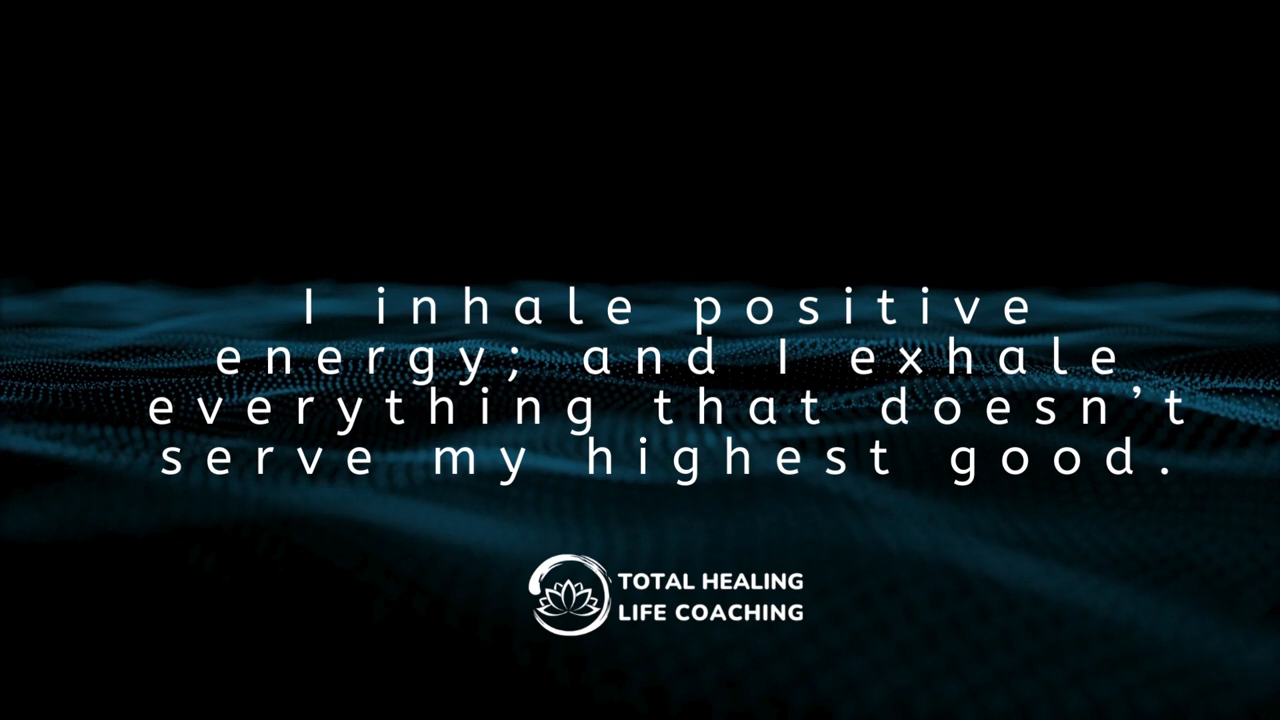 I inhale positive
energy; and I exhale
everything that doesn’t
serve my highest good.
TOTAL HEALING
LIFE COACHING